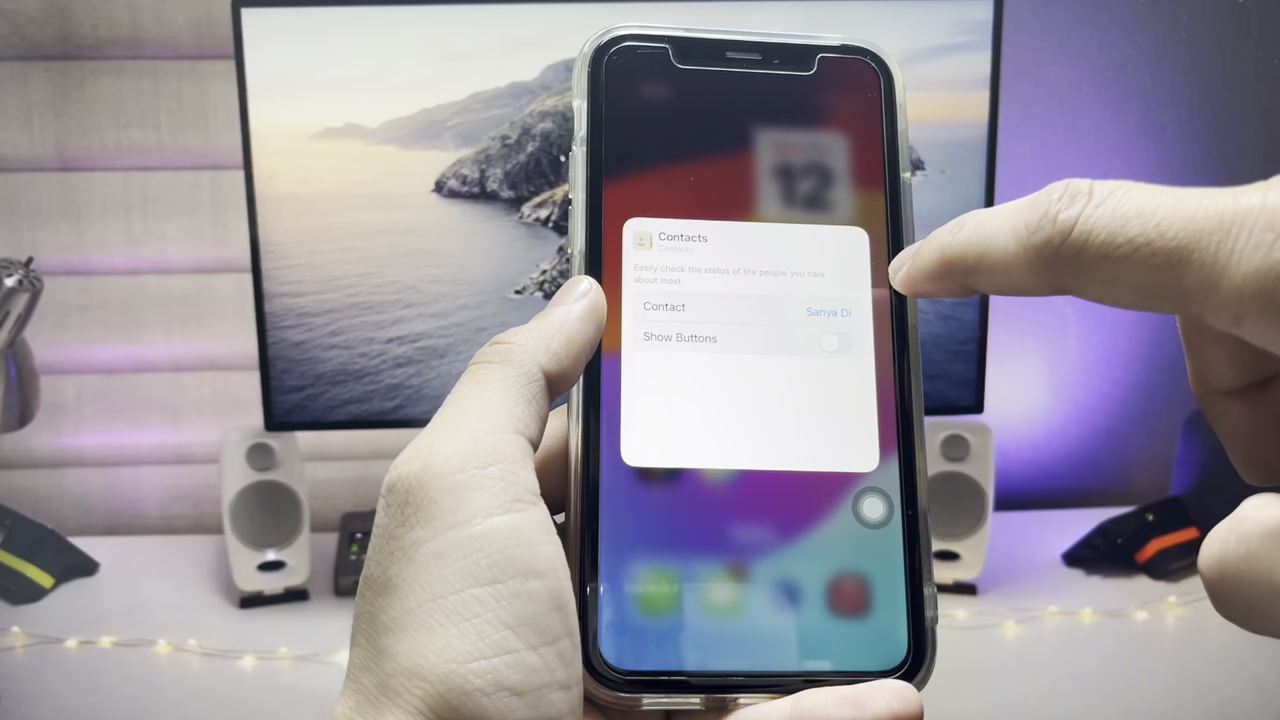 12
Contacts
Contacts
Easily check the status of the people you care
about most.
Contact
Sanya Di
Show Buttons